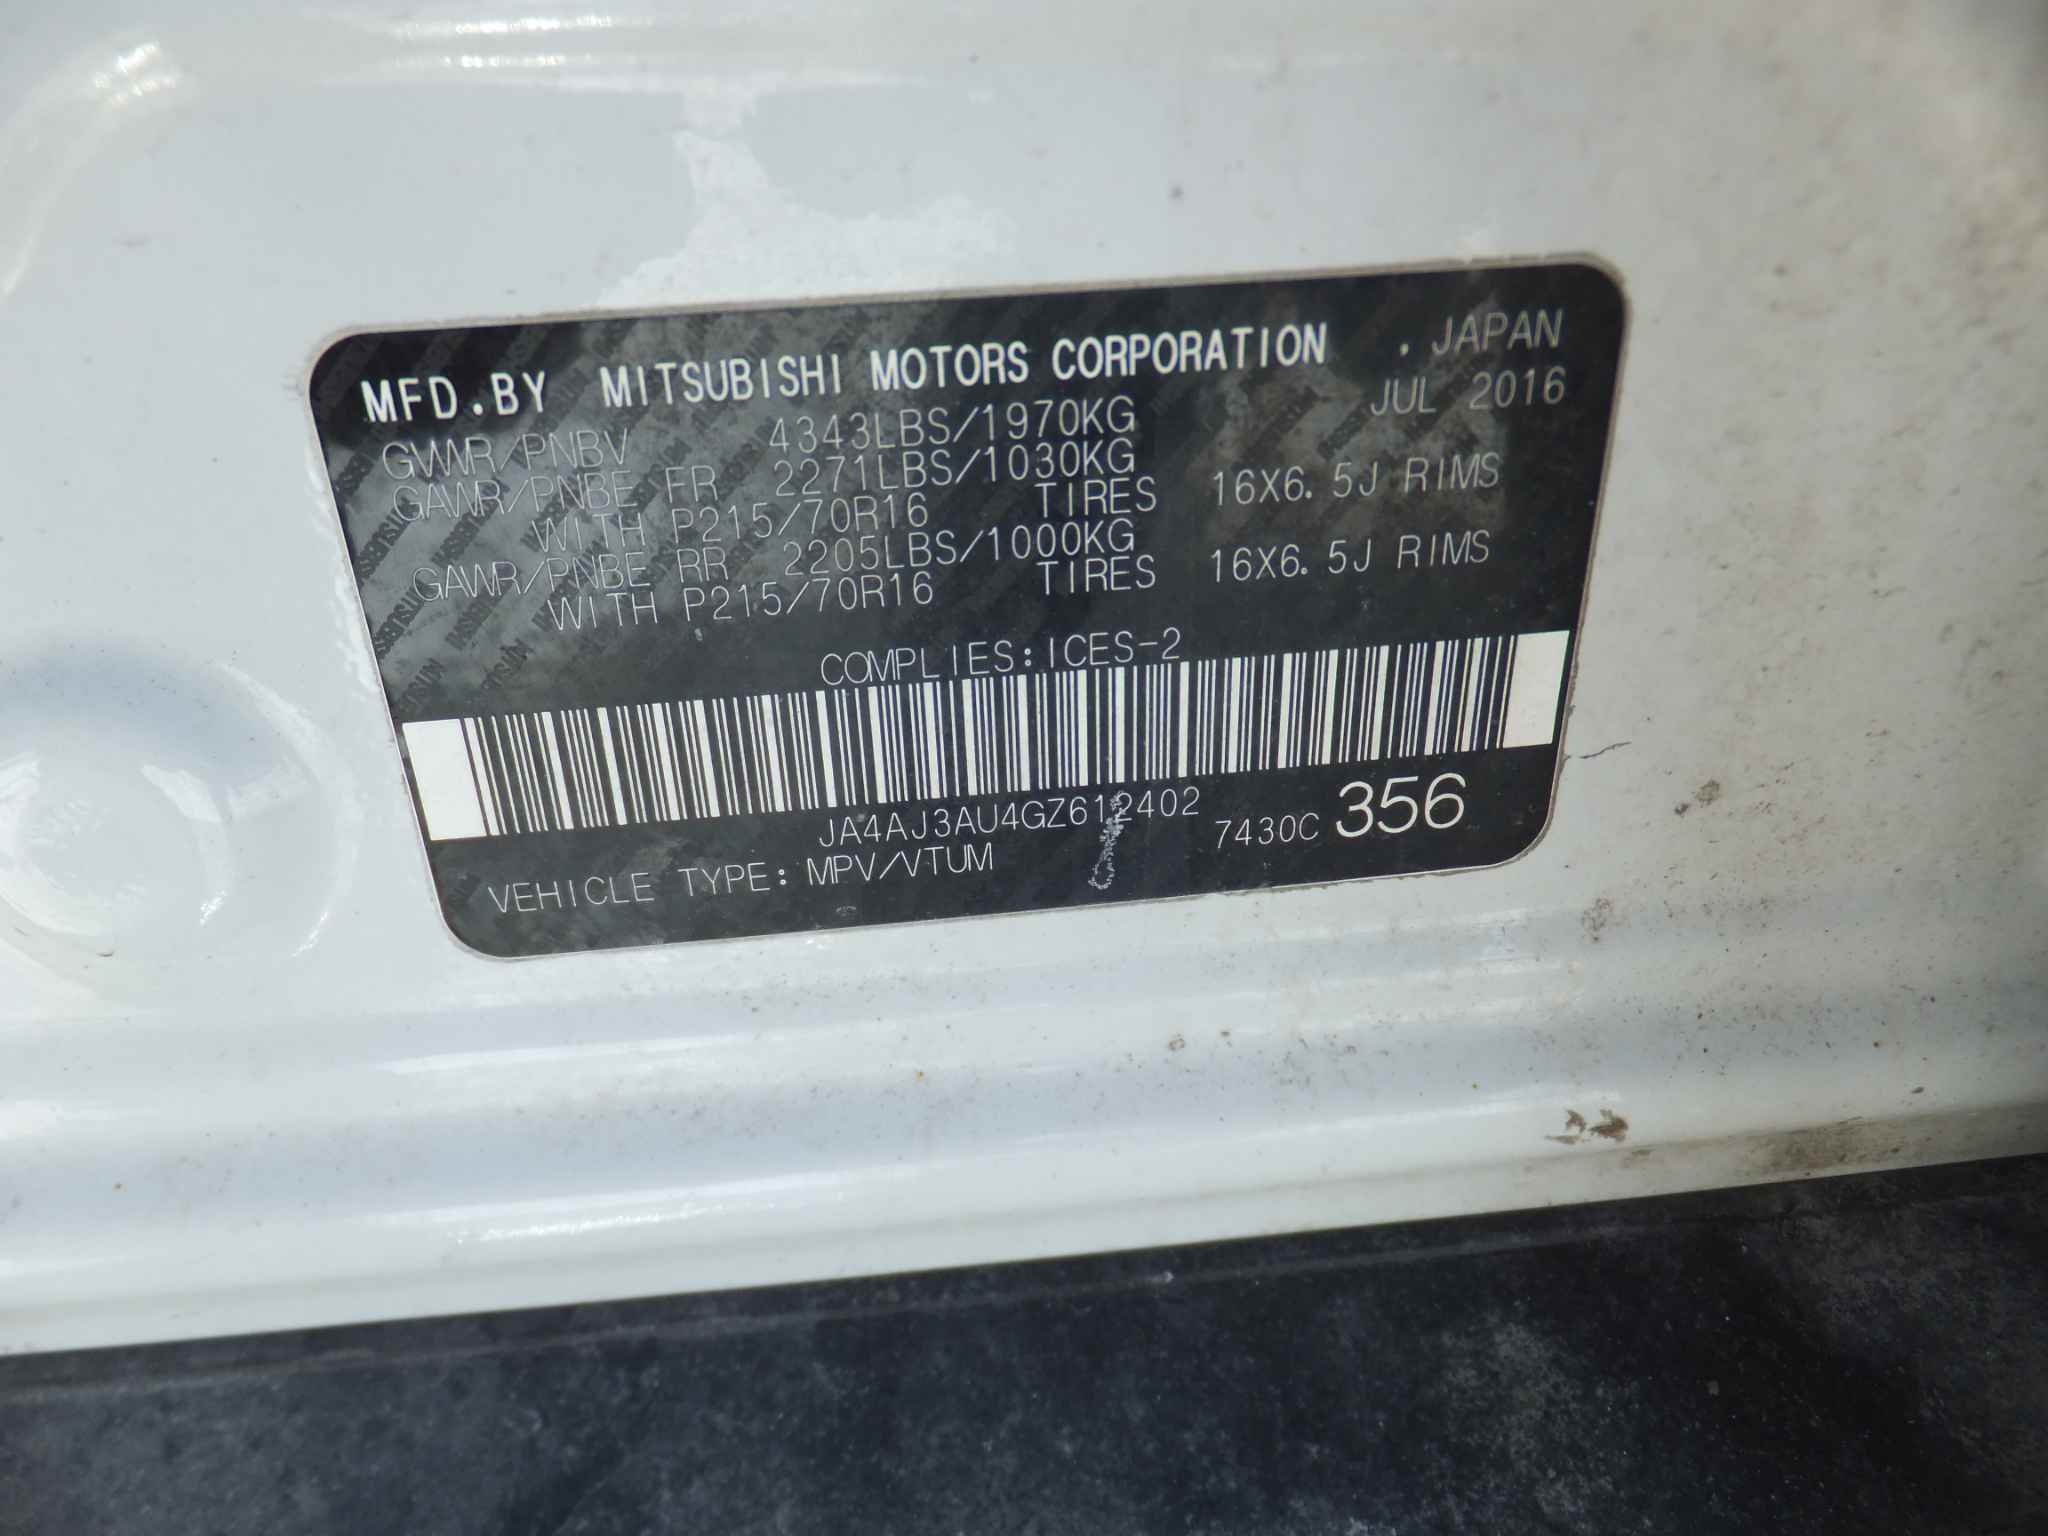 MFD.BY MITSUBISHI MOTORS CORPORATION . JAPAN
GVWR/PNBV 4343LBS/1970KG JUL 2016
GAWR/PNBE FR 2271LBS/1030KG
WITH P215/70R16 TIRES 16X6.5J RIMS
GAWR/PNBE RR 2205LBS/1000KG
WITH P215/70R16 TIRES 16X6.5J RIMS
COMPLIES:ICES-2
JA4AJ3AU4GZ612402
VEHICLE TYPE:MPV/VTUM 7430C 356